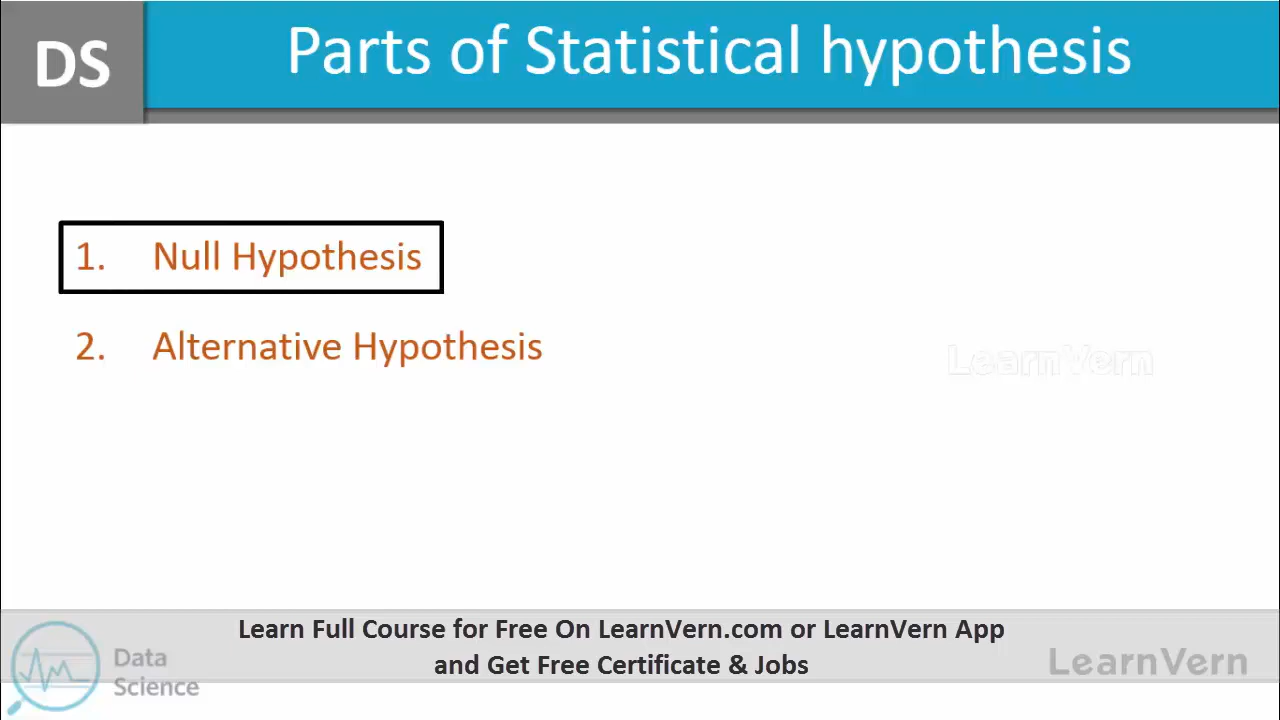 DS
Parts of Statistical hypothesis
1. Null Hypothesis
2. Alternative Hypothesis
LearnVern
Learn Full Course for Free On LearnVern.com or LearnVern App
and Get Free Certificate & Jobs
Data
Science
LearnVern